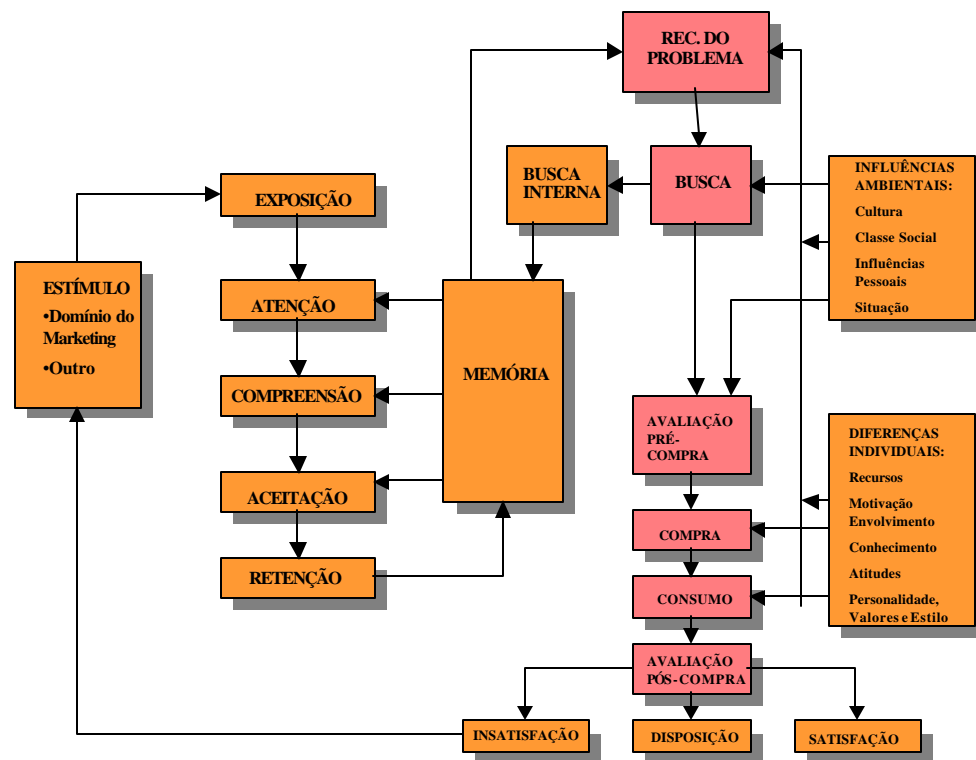 REC. DO
PROBLEMA
BUSCA
INTERNA
BUSCA
INFLUÊNCIAS
AMBIENTAIS:
Cultura
Classe Social
Influências
Pessoais
Situação
EXPOSIÇÃO
ESTÍMULO
•Domínio do
Marketing
•Outro
ATENÇÃO
COMPREENSÃO
ACEITAÇÃO
RETENÇÃO
MEMÓRIA
AVALIAÇÃO
PRÉ-
COMPRA
COMPRA
CONSUMO
AVALIAÇÃO
PÓS-COMPRA
DIFERENÇAS
INDIVIDUAIS:
Recursos
Motivação
Envolvimento
Conhecimento
Atitudes
Personalidade,
Valores e Estilo
INSATISFAÇÃO
DISPOSIÇÃO
SATISFAÇÃO